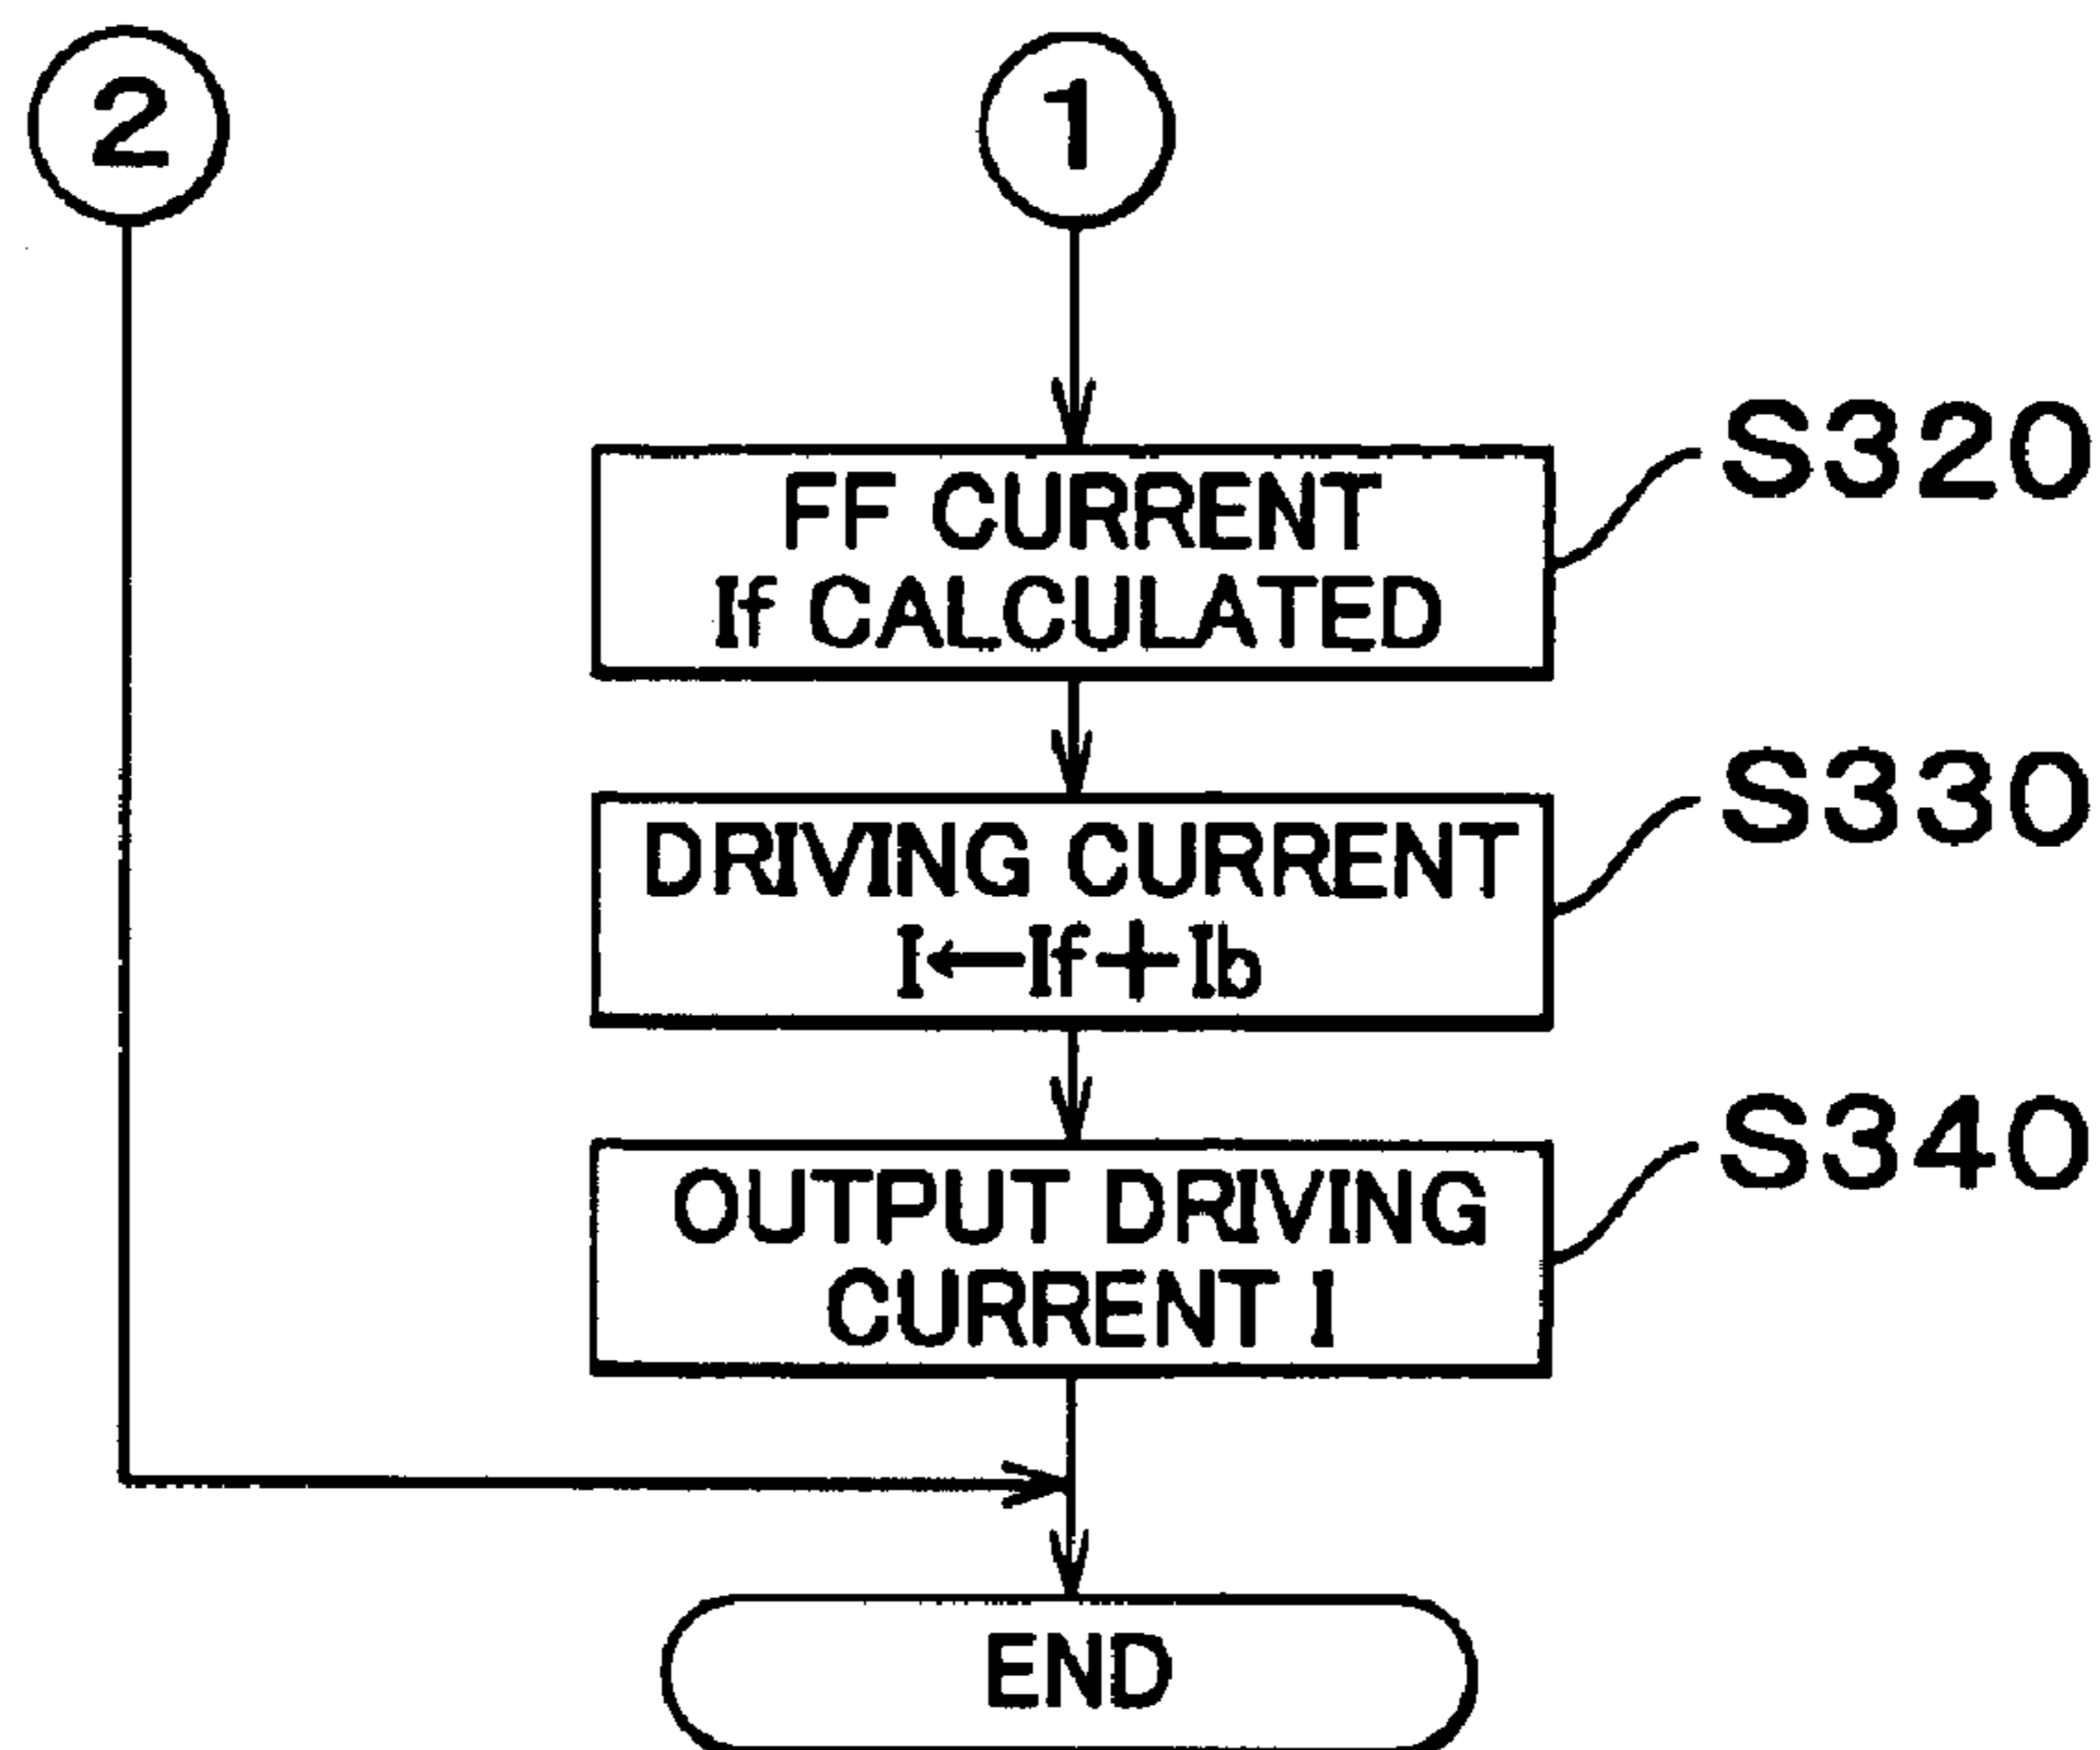 2
1
FF CURRENT
If CALCULATED
S320
DRIVING CURRENT
I←If+Ib
S330
OUTPUT DRIVING
CURRENT I
S340
END